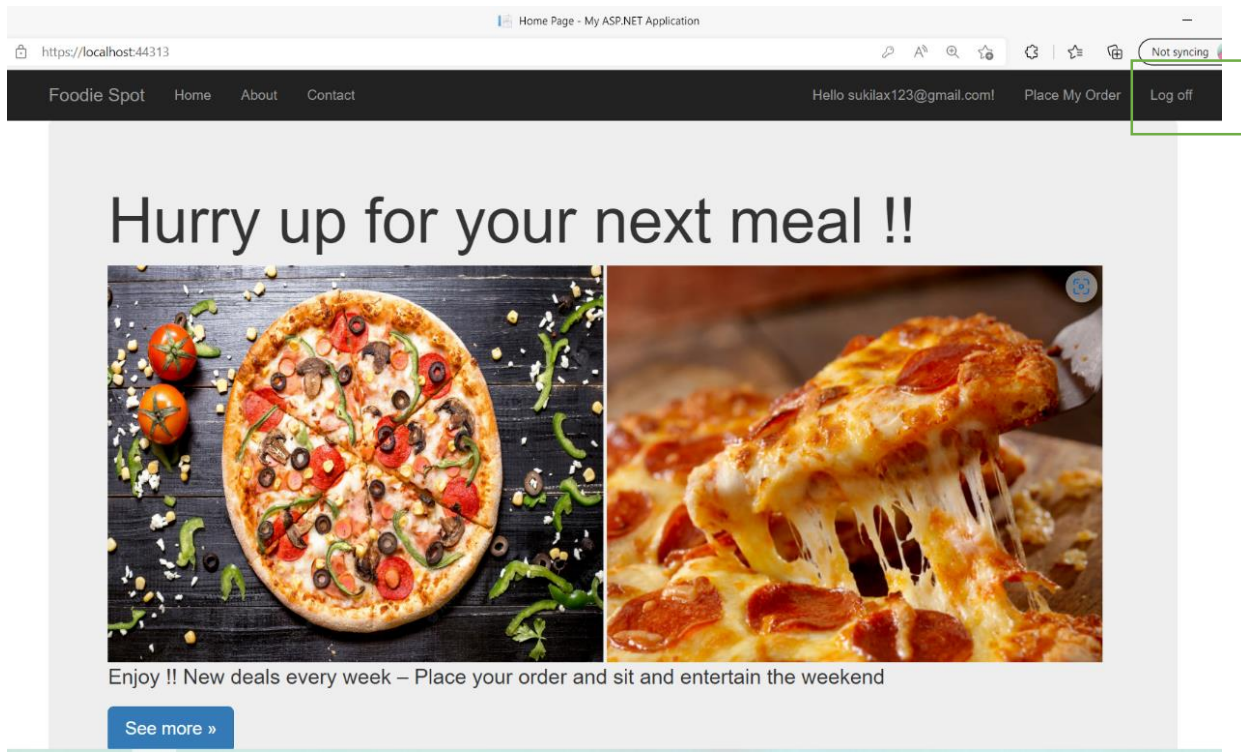 Home Page - My ASP.NET Application
https://localhost:44313
Not syncing
Foodie Spot Home About Contact Hello sukilax123@gmail.com! Place My Order Log off
Hurry up for your next meal !!
Enjoy !! New deals every week – Place your order and sit and entertain the weekend
See more »